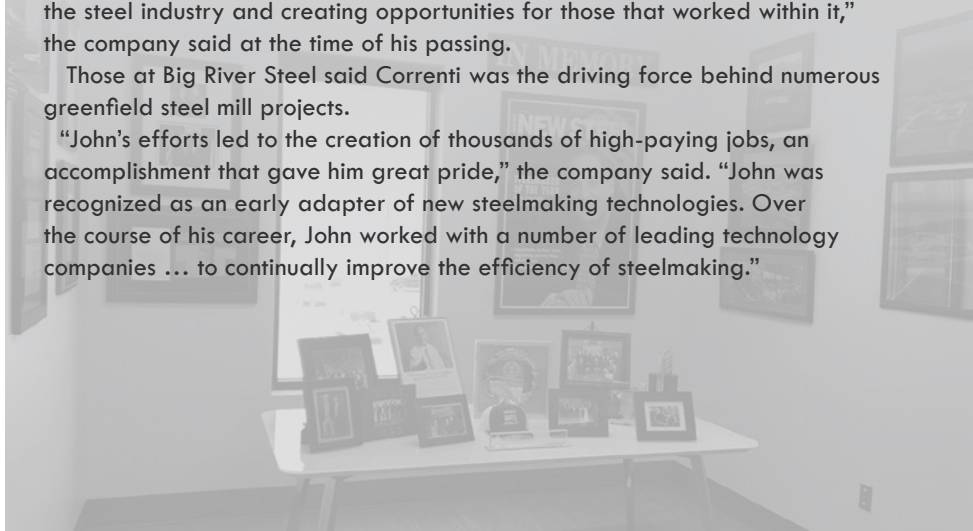 the steel industry and creating opportunities for those that worked within it,”
the company said at the time of his passing.
Those at Big River Steel said Correnti was the driving force behind numerous
greenfield steel mill projects.
“John’s efforts led to the creation of thousands of high-paying jobs, an
accomplishment that gave him great pride,” the company said. “John was
recognized as an early adapter of new steelmaking technologies. Over
the course of his career, John worked with a number of leading technology
companies … to continually improve the efficiency of steelmaking.”
IN MEMORY
NEW STEEL